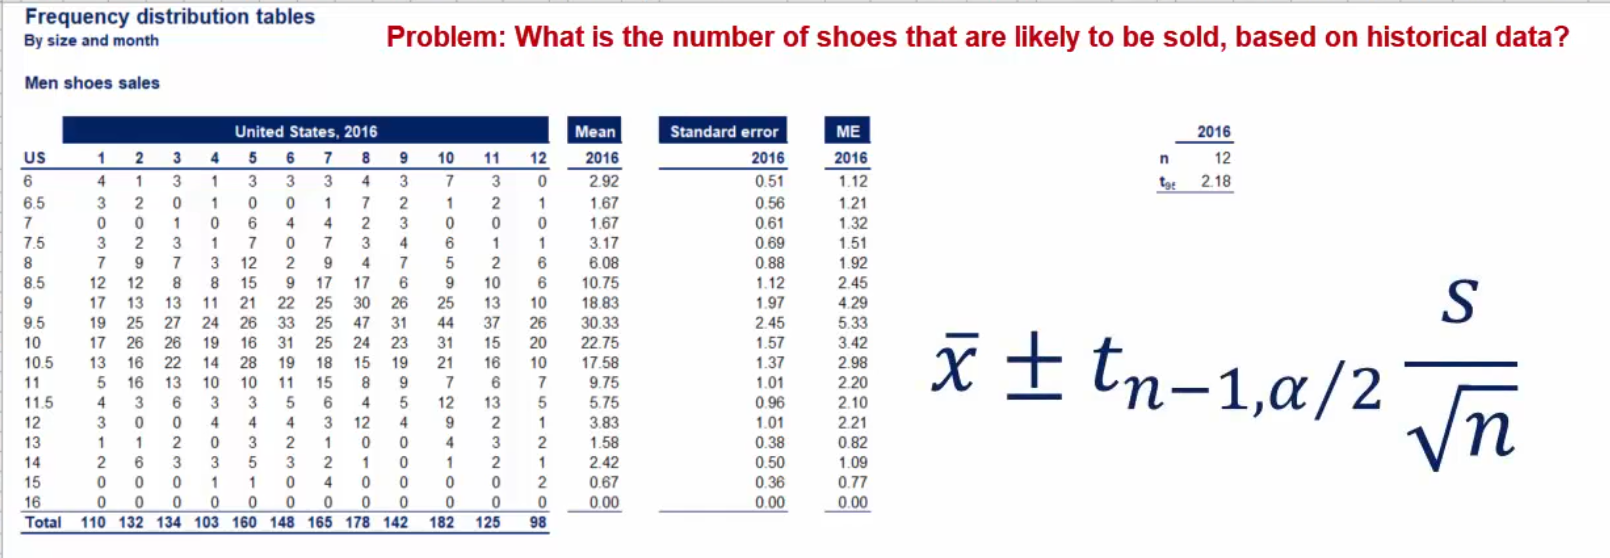 Frequency distribution tables
Problem: What is the number of shoes that are likely to be sold, based on historical data?
By size and month
Men shoes sales
United States, 2016 Mean Standard error ME 2016
US 1 2 3 4 5 6 7 8 9 10 11 12 2016 2016 2016 n 12
6 4 1 3 1 3 3 3 4 3 7 3 0 2.92 0.51 1.12 t95 2.18
6.5 3 2 0 1 0 0 1 7 2 1 2 1 1.67 0.56 1.21
7 0 0 1 0 6 4 4 2 3 0 0 0 1.67 0.61 1.32
7.5 3 2 3 1 7 0 7 3 4 6 1 1 3.17 0.69 1.51
8 7 9 7 3 12 2 9 4 7 5 2 6 6.08 0.88 1.92
8.5 12 12 8 8 15 9 17 17 6 9 10 6 10.75 1.12 2.45
9 17 13 13 11 21 22 25 30 26 25 13 10 18.83 1.97 4.29
9.5 19 25 27 24 26 33 25 47 31 44 37 26 30.33 2.45 5.33
10 17 26 26 19 16 31 25 24 23 31 15 20 22.75 1.57 3.42
10.5 13 16 22 14 28 19 18 15 19 21 16 10 17.58 1.37 2.98
11 5 16 13 10 10 11 15 8 9 7 6 7 9.75 1.01 2.20
11.5 4 3 6 3 3 5 6 4 5 12 13 5 5.75 0.96 2.10
12 3 0 0 4 4 4 3 12 4 9 2 1 3.83 1.01 2.21
13 1 1 2 0 3 2 1 0 0 4 3 2 1.58 0.38 0.82
14 2 6 3 3 5 3 2 1 0 1 2 1 2.42 0.50 1.09
15 0 0 0 1 1 0 4 0 0 0 0 2 0.67 0.36 0.77
16 0 0 0 0 0 0 0 0 0 0 0 0 0.00 0.00 0.00
Total 110 132 134 103 160 148 165 178 142 182 125 98
x̄ ± t_{n−1,α/2} s/√n